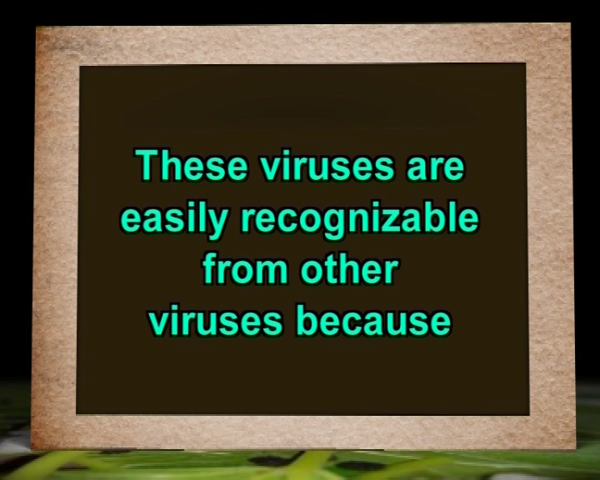 These viruses are
easily recognizable
from other
viruses because